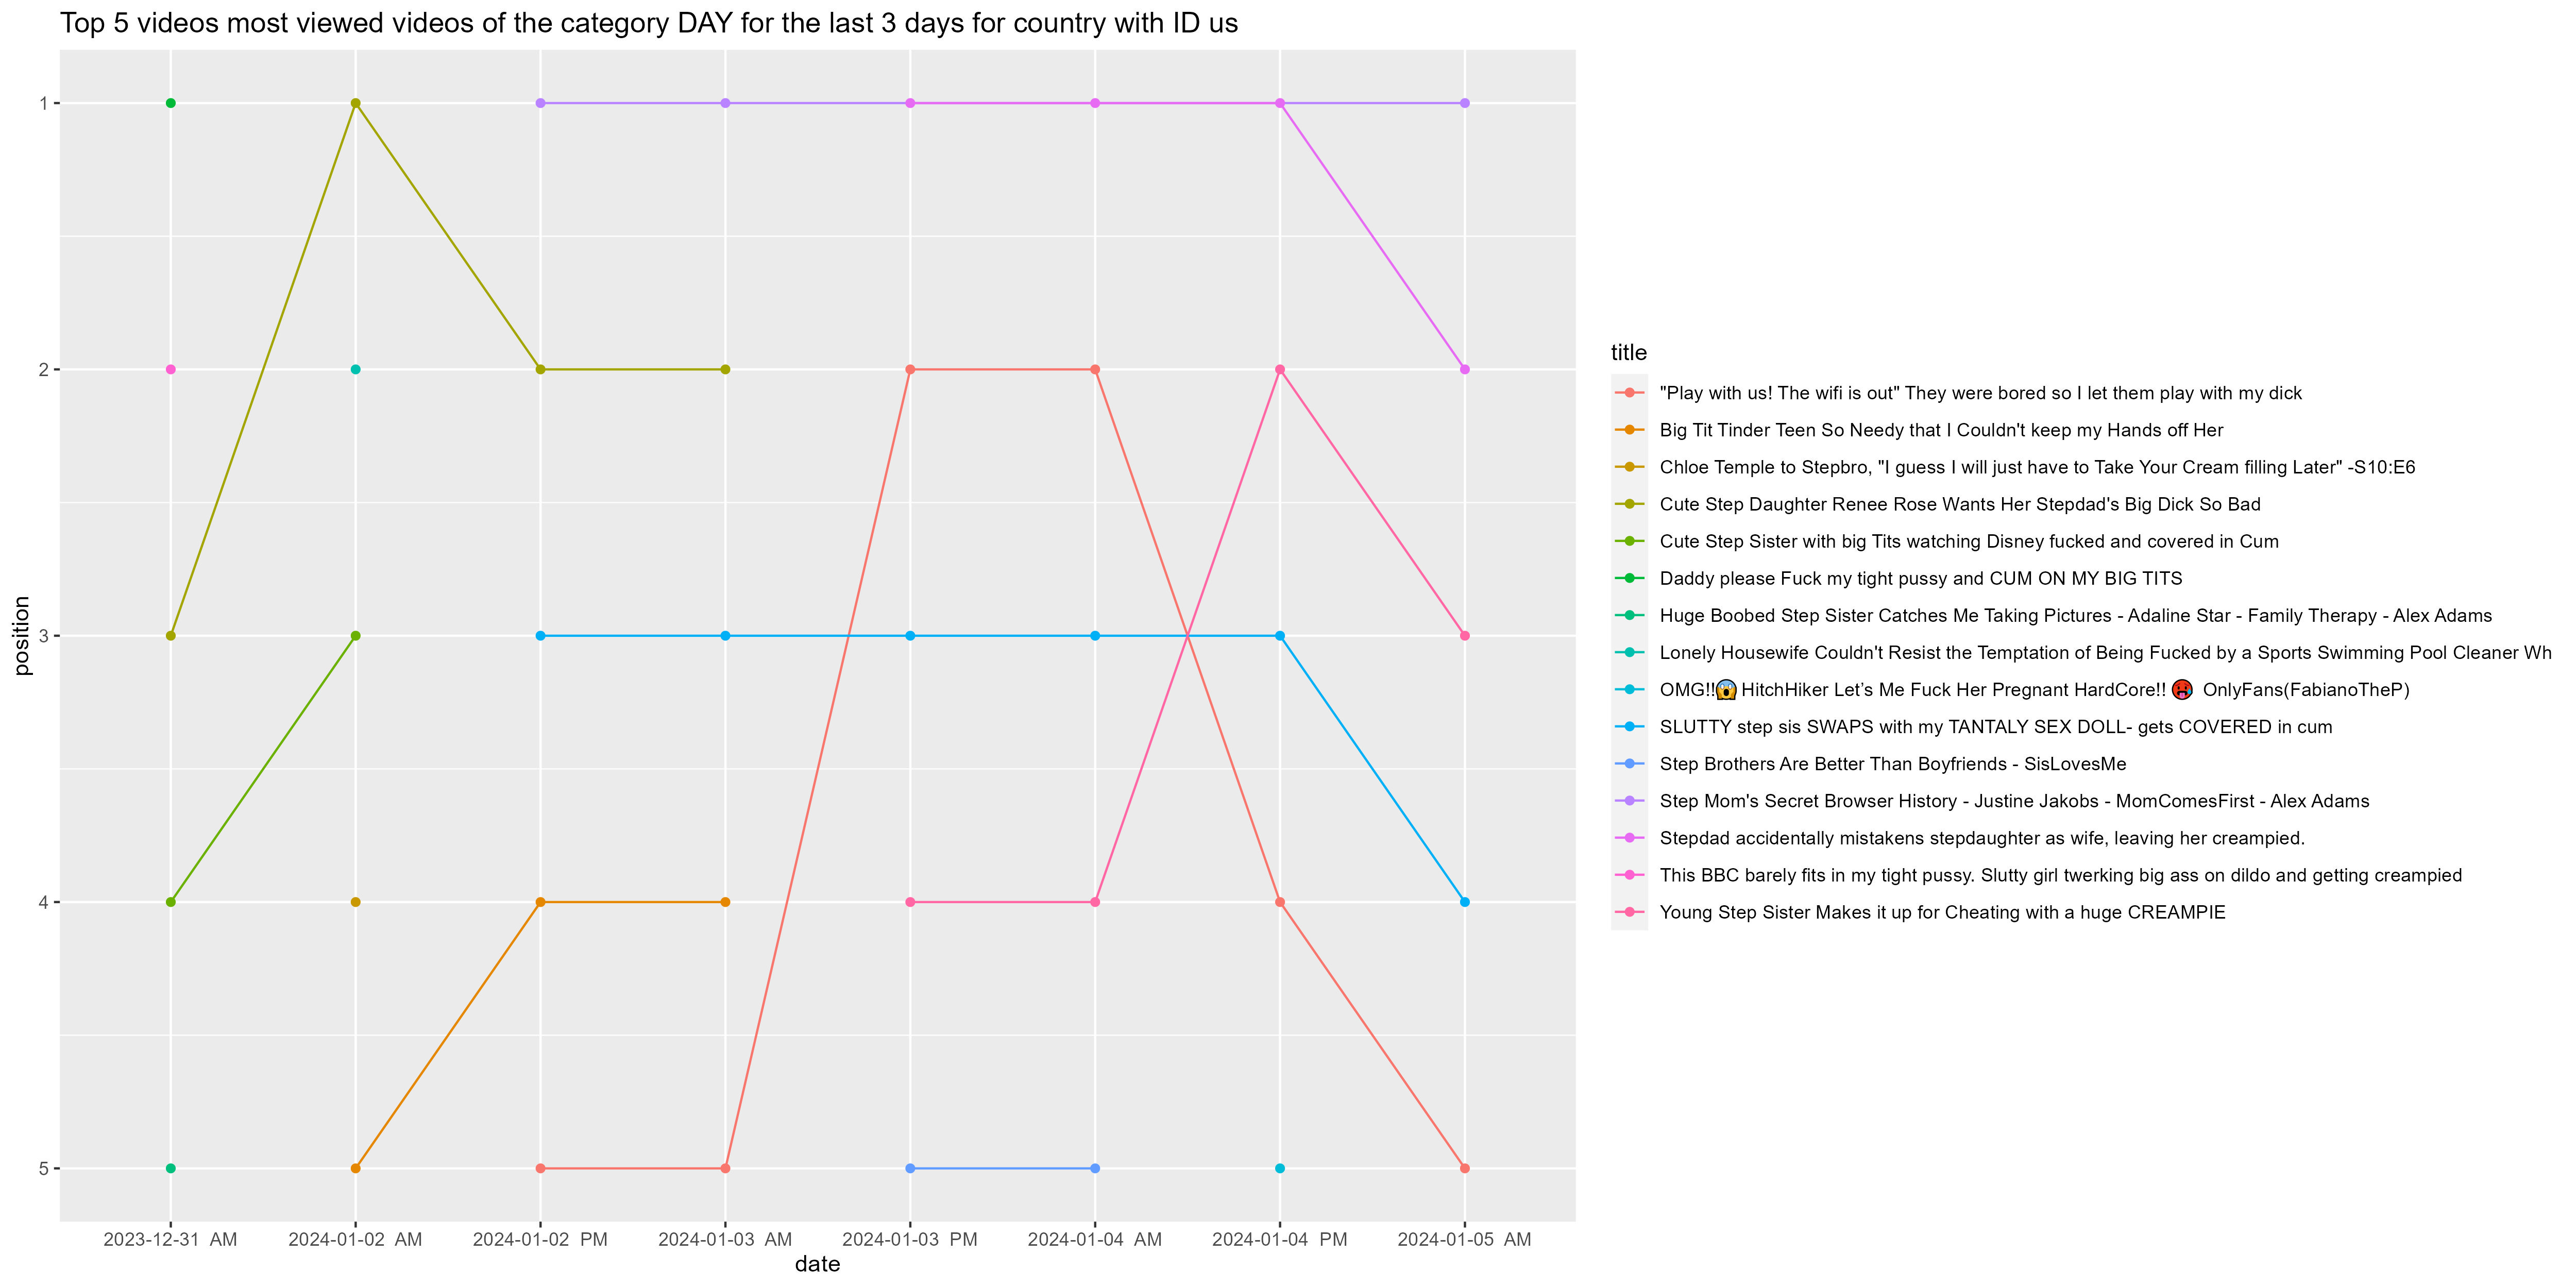 Top 5 videos most viewed videos of the category DAY for the last 3 days for country with ID us
1
2
3
4
5
position
2023-12-31 AM
2024-01-02 AM
2024-01-02 PM
2024-01-03 AM
2024-01-03 PM
2024-01-04 AM
2024-01-04 PM
2024-01-05 AM
date
title
"Play with us! The wifi is out" They were bored so I let them play with my dick
Big Tit Tinder Teen So Needy that I Couldn't keep my Hands off Her
Chloe Temple to Stepbro, "I guess I will just have to Take Your Cream filling Later" -S10:E6
Cute Step Daughter Renee Rose Wants Her Stepdad's Big Dick So Bad
Cute Step Sister with big Tits watching Disney fucked and covered in Cum
Daddy please Fuck my tight pussy and CUM ON MY BIG TITS
Huge Boobed Step Sister Catches Me Taking Pictures - Adaline Star - Family Therapy - Alex Adams
Lonely Housewife Couldn't Resist the Temptation of Being Fucked by a Sports Swimming Pool Cleaner Wh
OMG!!😱 HitchHiker Let’s Me Fuck Her Pregnant HardCore!! 🥵 OnlyFans(FabianoTheP)
SLUTTY step sis SWAPS with my TANTALY SEX DOLL- gets COVERED in cum
Step Brothers Are Better Than Boyfriends - SisLovesMe
Step Mom's Secret Browser History - Justine Jakobs - MomComesFirst - Alex Adams
Stepdad accidentally mistakens stepdaughter as wife, leaving her creampied.
This BBC barely fits in my tight pussy. Slutty girl twerking big ass on dildo and getting creampied
Young Step Sister Makes it up for Cheating with a huge CREAMPIE